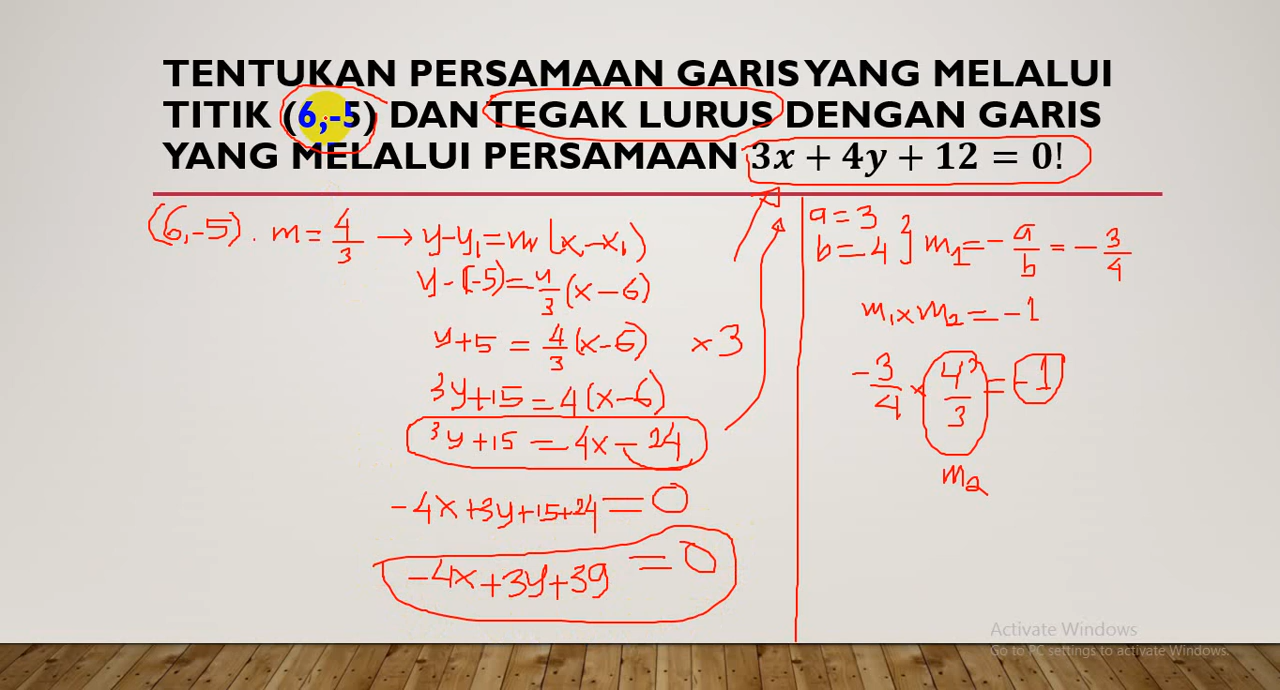 TENTUKAN PERSAMAAN GARIS YANG MELALUI
TITIK (6,-5) DAN TEGAK LURUS DENGAN GARIS
YANG MELALUI PERSAMAAN 3x + 4y + 12 = 0!
(6,-5). m = 4/3 → y-y₁ = m (x-x₁)
y-(-5) = 4/3 (x-6)
y+5 = 4/3 (x-6) ×3
3y+15 = 4(x-6)
3y+15 = 4x-24
-4x+3y+15+24 = 0
-4x+3y+39 = 0
a = 3
b = 4 } m₁ = -a/b = -3/4
m₁ x m₂ = -1
-3/4 x 4/3 = -1
m₂
Activate Windows
Go to PC settings to activate Windows.